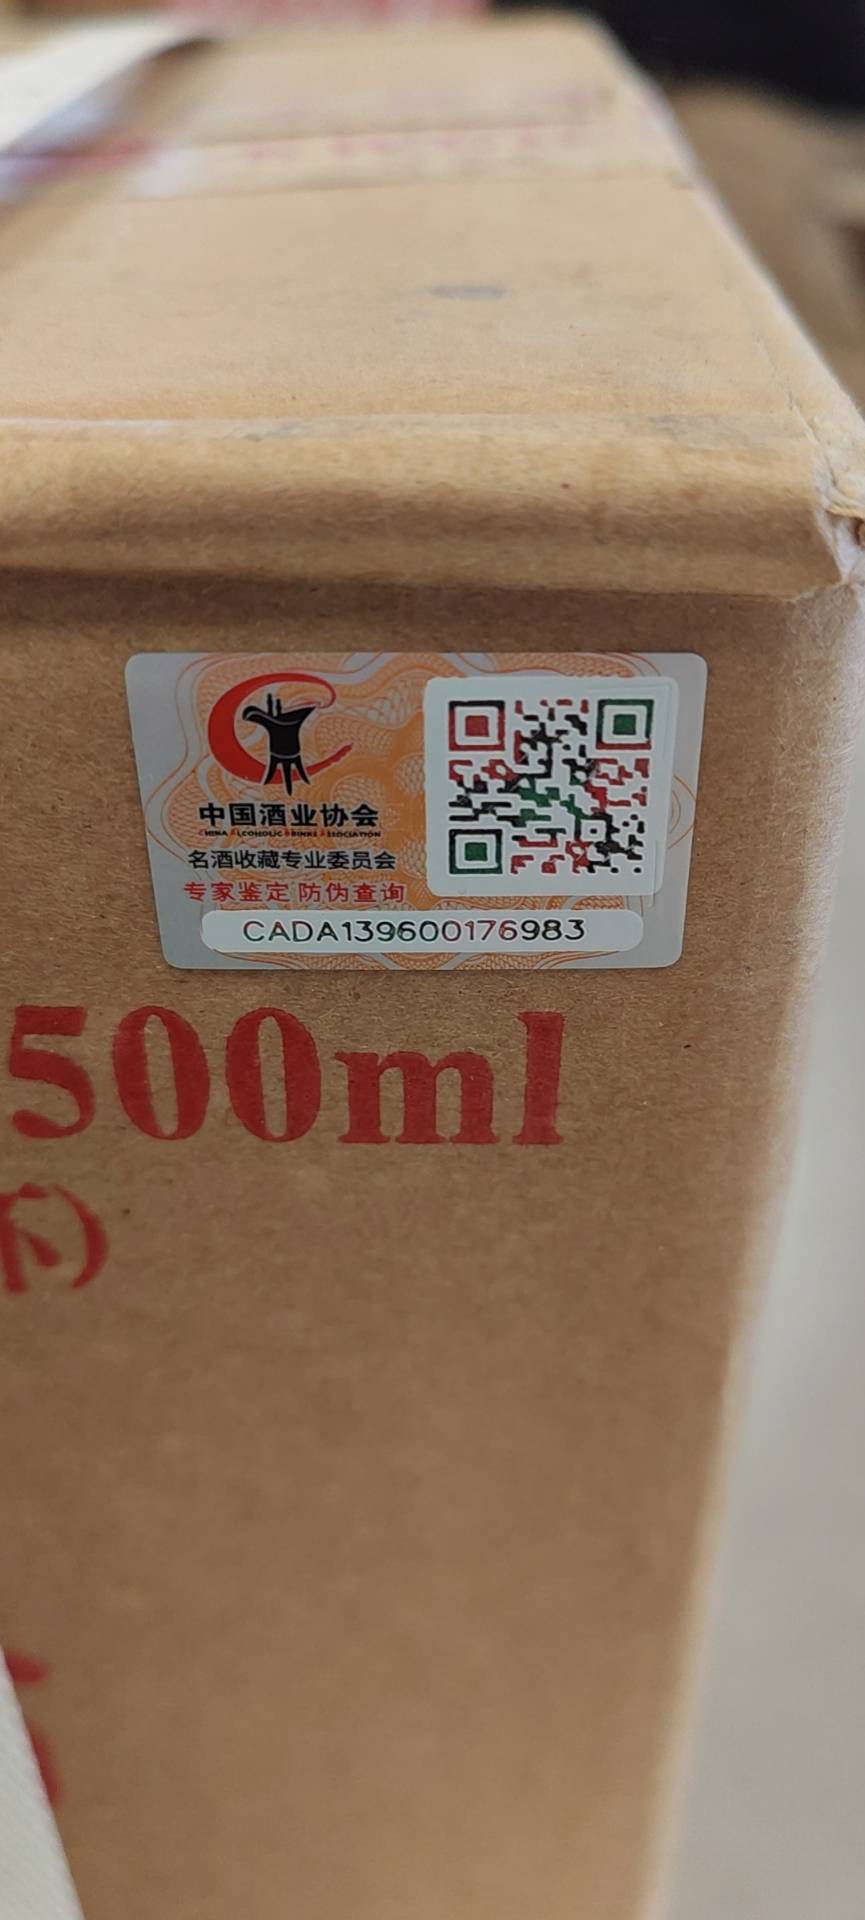 中国酒业协会
CHINA ALCOHOLIC DRINKS ASSOCIATION
名酒收藏专业委员会
专家鉴定 防伪查询
CADA139600176983
500ml